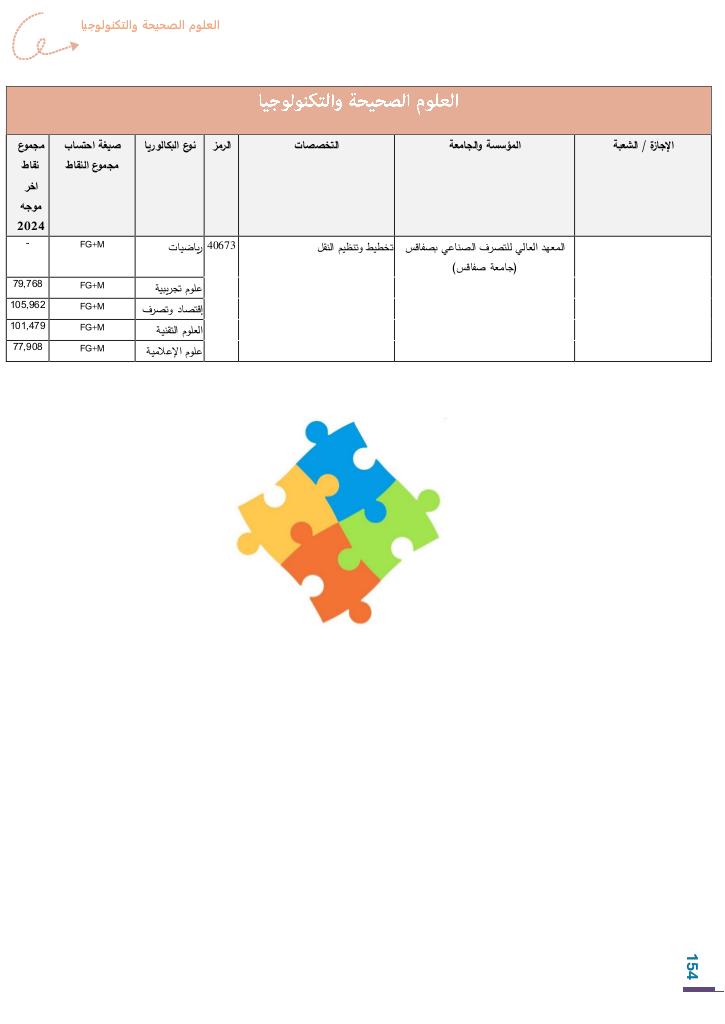 العلوم الصحيحة والتكنولوجيا
العلوم الصحيحة والتكنولوجيا
الإجازة / الشعبة
المؤسسة والجامعة
التخصصات
الرمز
نوع البكالوريا
صيغة احتساب
مجموع النقاط
مجموع
نقاط
اخر
موجه
2024
المعهد العالي للتصرف الصناعي بصفاقس
(جامعة صفاقس)
تخطيط وتنظيم النقل
40673
رياضيات
FG+M
-
علوم تجريبية
FG+M
79,768
إقتصاد وتصرف
FG+M
105,962
العلوم التقنية
FG+M
101,479
علوم الإعلامية
FG+M
77,908
154